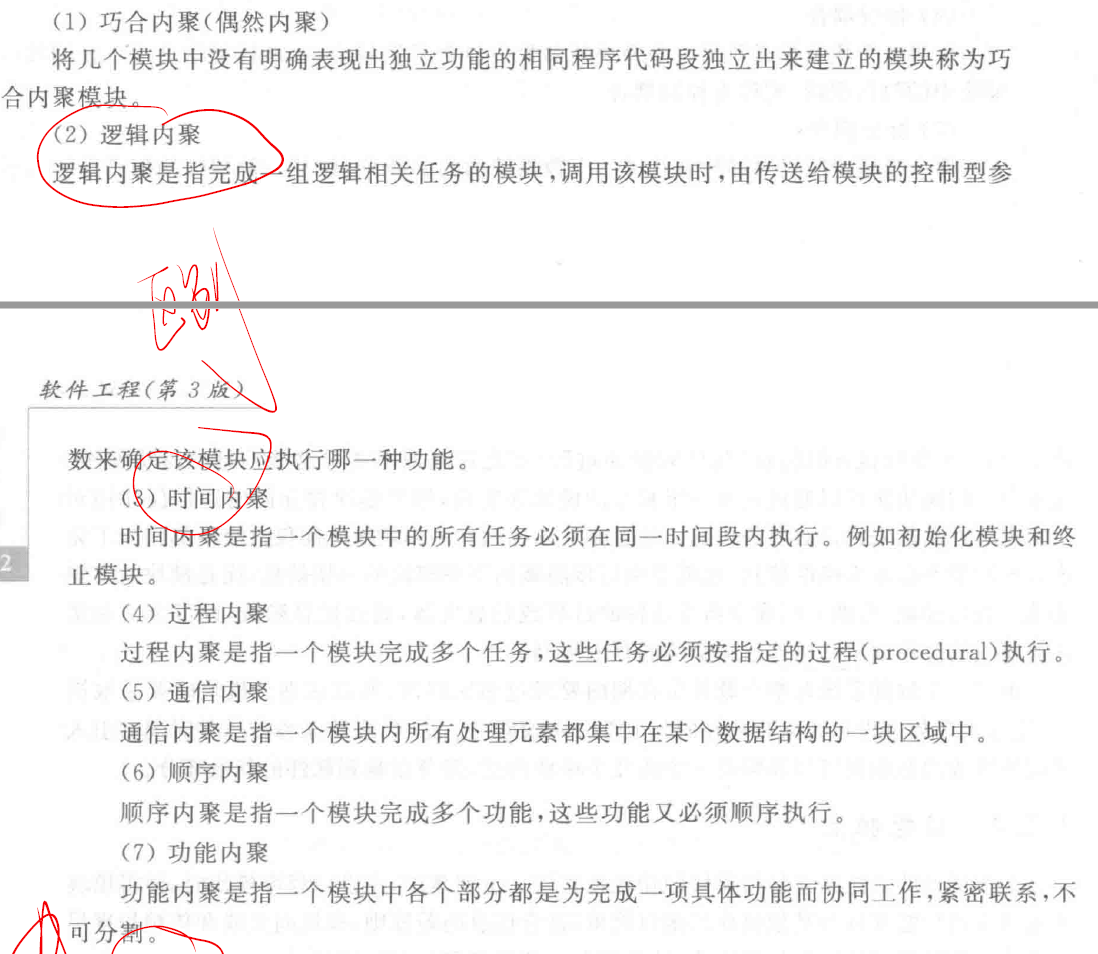 (1) 巧合内聚(偶然内聚)
将几个模块中没有明确表现出独立功能的相同程序代码段独立出来建立的模块称为巧
合内聚模块。
(2) 逻辑内聚
逻辑内聚是指完成一组逻辑相关任务的模块,调用该模块时,由传送给模块的控制型参
软件工程(第 3 版)
数来确定该模块应执行哪一种功能。
(3) 时间内聚
时间内聚是指一个模块中的所有任务必须在同一时间段内执行。例如初始化模块和终
止模块。
2
(4) 过程内聚
过程内聚是指一个模块完成多个任务,这些任务必须按指定的过程(procedural)执行。
(5) 通信内聚
通信内聚是指一个模块内所有处理元素都集中在某个数据结构的一块区域中。
(6)顺序内聚
顺序内聚是指一个模块完成多个功能,这些功能又必须顺序执行。
(7) 功能内聚
功能内聚是指一个模块中各个部分都是为完成一项具体功能而协同工作,紧密联系,不
可分割。